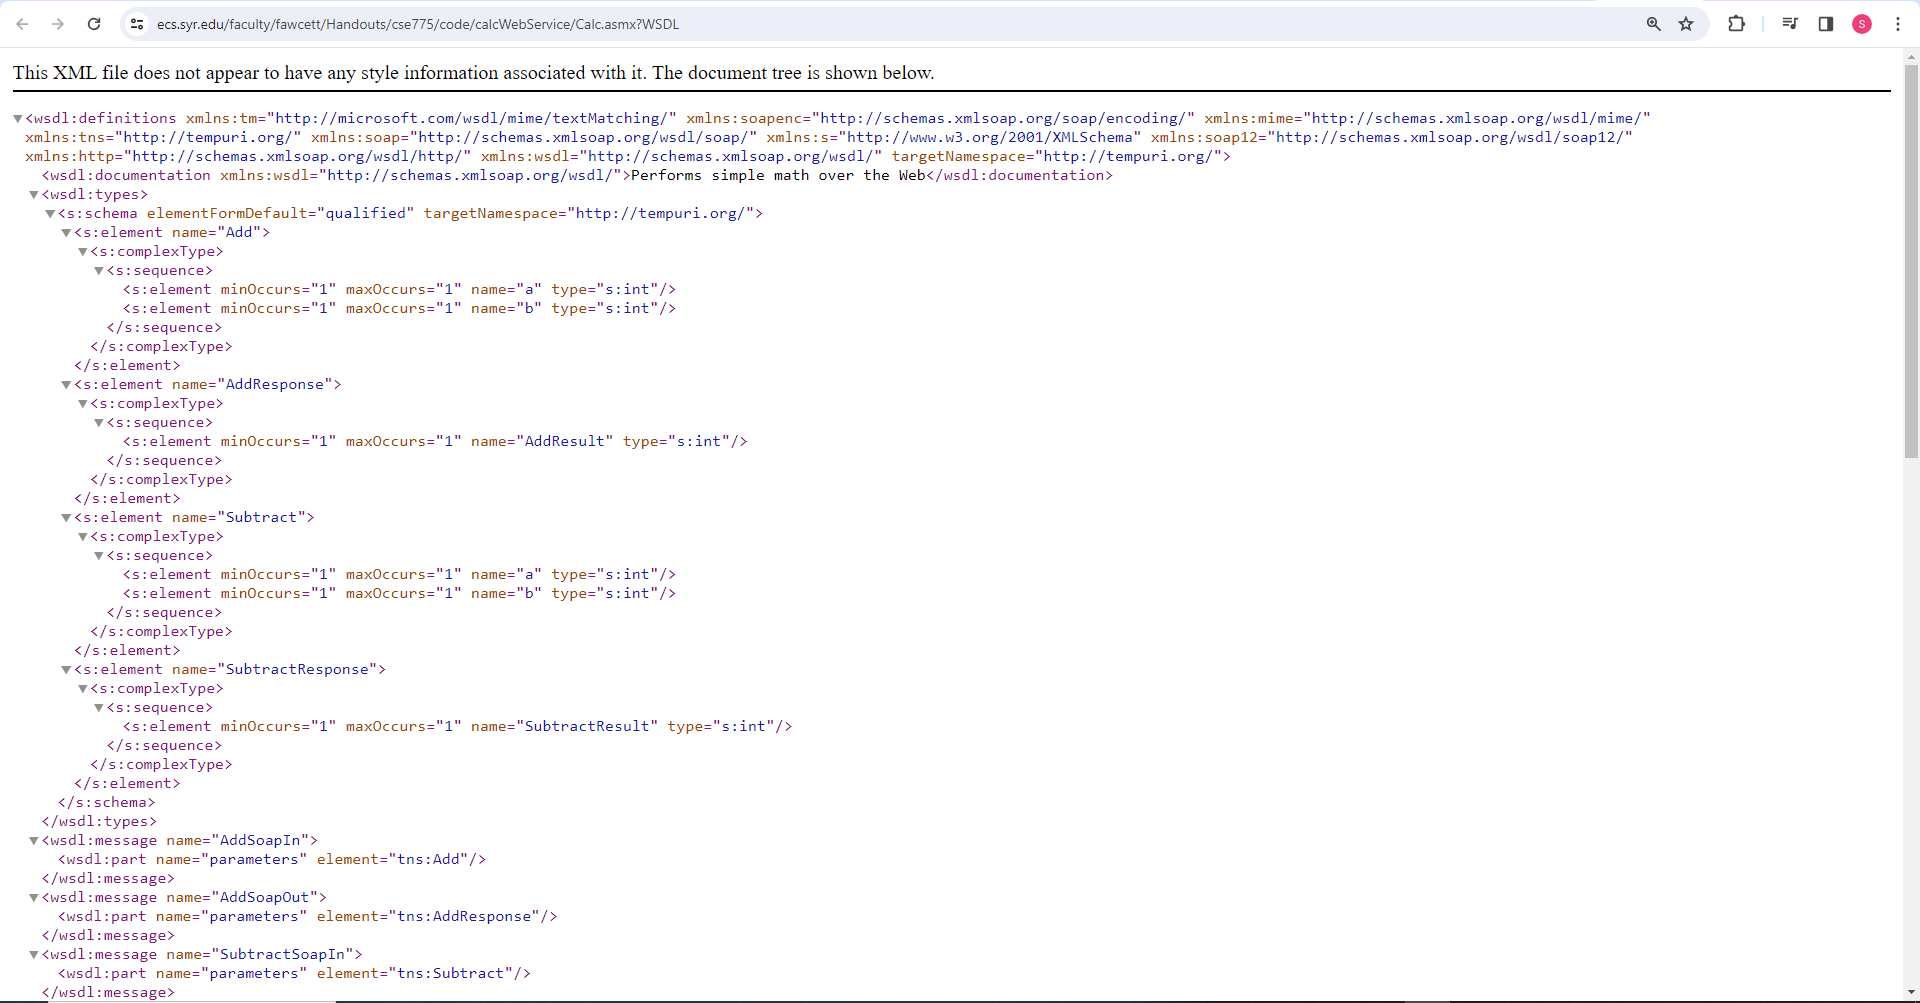 ecs.syr.edu/faculty/fawcett/Handouts/cse775/code/calcWebService/Calc.asmx?WSDL
S
This XML file does not appear to have any style information associated with it. The document tree is shown below.
<wsdl:definitions xmlns:tm="http://microsoft.com/wsdl/mime/textMatching/" xmlns:soapenc="http://schemas.xmlsoap.org/soap/encoding/" xmlns:mime="http://schemas.xmlsoap.org/wsdl/mime/"
xmlns:tns="http://tempuri.org/" xmlns:soap="http://schemas.xmlsoap.org/wsdl/soap/" xmlns:s="http://www.w3.org/2001/XMLSchema" xmlns:soap12="http://schemas.xmlsoap.org/wsdl/soap12/"
xmlns:http="http://schemas.xmlsoap.org/wsdl/http/" xmlns:wsdl="http://schemas.xmlsoap.org/wsdl/" targetNamespace="http://tempuri.org/">
<wsdl:documentation xmlns:wsdl="http://schemas.xmlsoap.org/wsdl/">Performs simple math over the Web</wsdl:documentation>
<wsdl:types>
<s:schema elementFormDefault="qualified" targetNamespace="http://tempuri.org/">
<s:element name="Add">
<s:complexType>
<s:sequence>
<s:element minOccurs="1" maxOccurs="1" name="a" type="s:int"/>
<s:element minOccurs="1" maxOccurs="1" name="b" type="s:int"/>
</s:sequence>
</s:complexType>
</s:element>
<s:element name="AddResponse">
<s:complexType>
<s:sequence>
<s:element minOccurs="1" maxOccurs="1" name="AddResult" type="s:int"/>
</s:sequence>
</s:complexType>
</s:element>
<s:element name="Subtract">
<s:complexType>
<s:sequence>
<s:element minOccurs="1" maxOccurs="1" name="a" type="s:int"/>
<s:element minOccurs="1" maxOccurs="1" name="b" type="s:int"/>
</s:sequence>
</s:complexType>
</s:element>
<s:element name="SubtractResponse">
<s:complexType>
<s:sequence>
<s:element minOccurs="1" maxOccurs="1" name="SubtractResult" type="s:int"/>
</s:sequence>
</s:complexType>
</s:element>
</s:schema>
</wsdl:types>
<wsdl:message name="AddSoapIn">
<wsdl:part name="parameters" element="tns:Add"/>
</wsdl:message>
<wsdl:message name="AddSoapOut">
<wsdl:part name="parameters" element="tns:AddResponse"/>
</wsdl:message>
<wsdl:message name="SubtractSoapIn">
<wsdl:part name="parameters" element="tns:Subtract"/>
</wsdl:message>